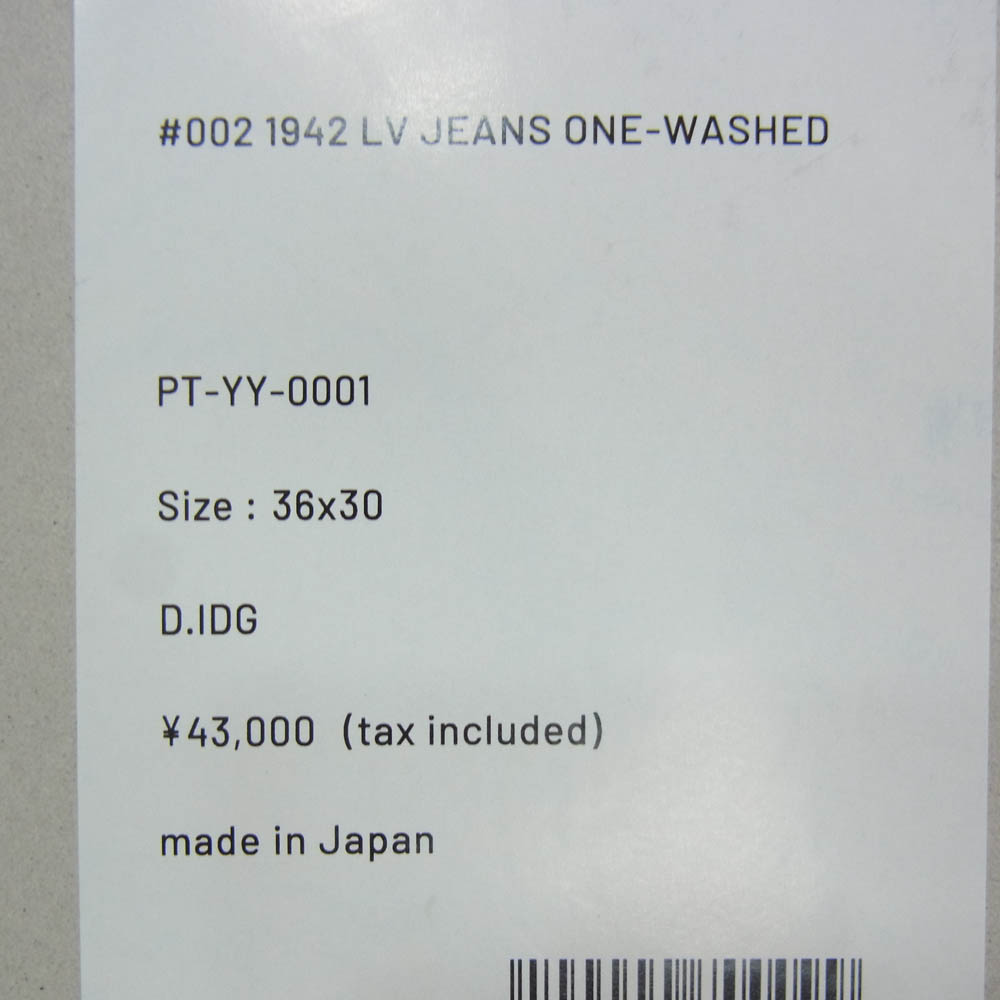 #002 1942 LV JEANS ONE-WASHED
PT-YY-0001
Size : 36x30
D.IDG
¥43,000 (tax included)
made in Japan